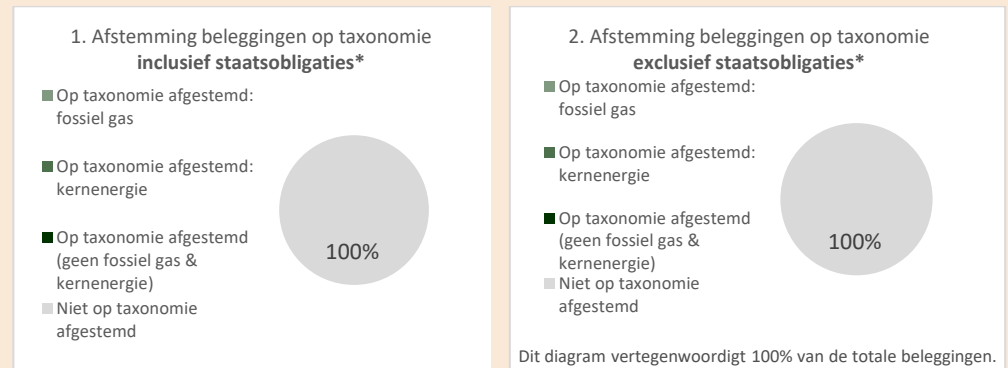 1. Afstemming beleggingen op taxonomie
inclusief staatsobligaties*
Op taxonomie afgestemd:
fossiel gas
Op taxonomie afgestemd:
kernenergie
Op taxonomie afgestemd
(geen fossiel gas &
kernenergie)
Niet op taxonomie
afgestemd
100%
2. Afstemming beleggingen op taxonomie
exclusief staatsobligaties*
Op taxonomie afgestemd:
fossiel gas
Op taxonomie afgestemd:
kernenergie
Op taxonomie afgestemd
(geen fossiel gas &
kernenergie)
Niet op taxonomie
afgestemd
100%
Dit diagram vertegenwoordigt 100% van de totale beleggingen.